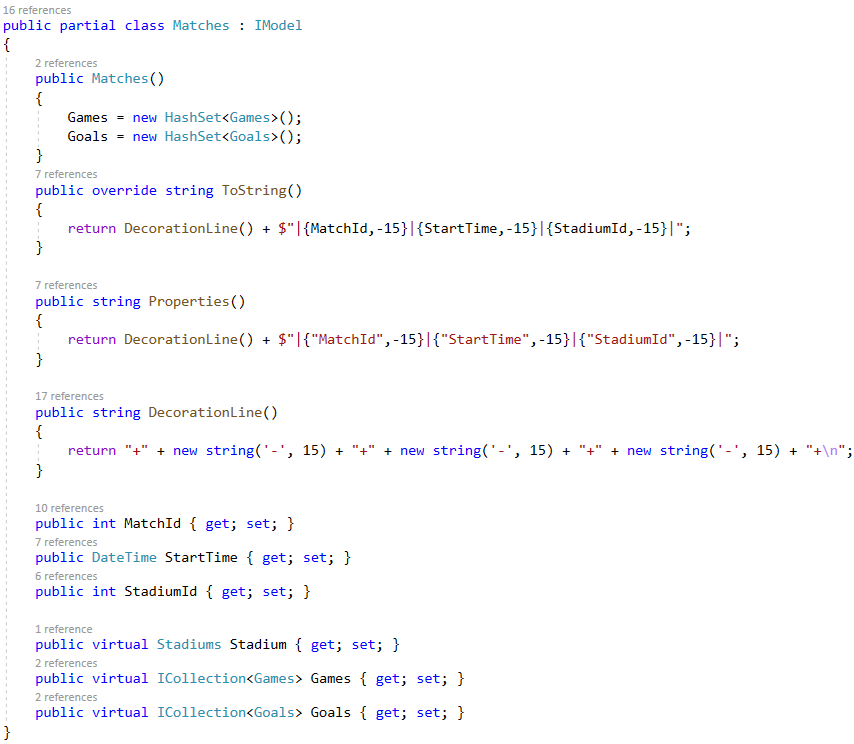 16 references
public partial class Matches : IModel
{
2 references
public Matches()
{
Games = new HashSet<Games>();
Goals = new HashSet<Goals>();
}
7 references
public override string ToString()
{
return DecorationLine() + $"|{MatchId,-15}|{StartTime,-15}|{StadiumId,-15}|";
}
7 references
public string Properties()
{
return DecorationLine() + $"|{"MatchId",-15}|{"StartTime",-15}|{"StadiumId",-15}|";
}
17 references
public string DecorationLine()
{
return "+" + new string('-', 15) + "+" + new string('-', 15) + "+" + new string('-', 15) + "+\n";
}
10 references
public int MatchId { get; set; }
7 references
public DateTime StartTime { get; set; }
6 references
public int StadiumId { get; set; }
1 reference
public virtual Stadiums Stadium { get; set; }
2 references
public virtual ICollection<Games> Games { get; set; }
2 references
public virtual ICollection<Goals> Goals { get; set; }
}